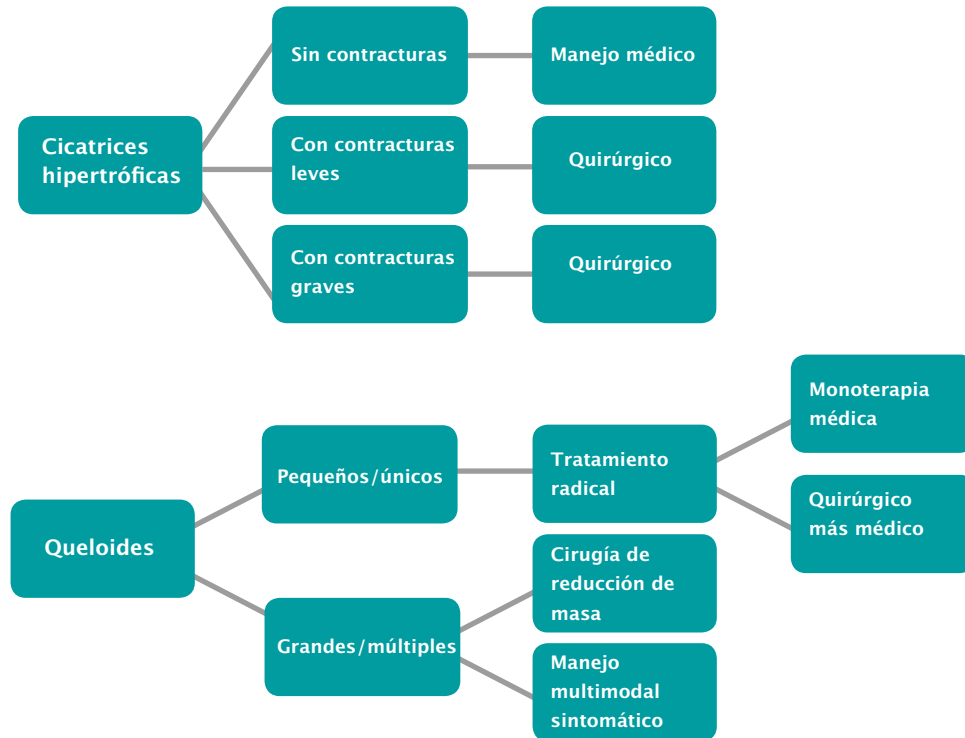 Sin contracturas
Manejo médico
Cicatrices
hipertróficas
Con contracturas
leves
Quirúrgico
Con contracturas
graves
Quirúrgico
Monoterapia
médica
Pequeños/únicos
Tratamiento
radical
Quirúrgico
más médico
Queloides
Cirugía de
reducción de
masa
Grandes/múltiples
Manejo
multimodal
sintomático